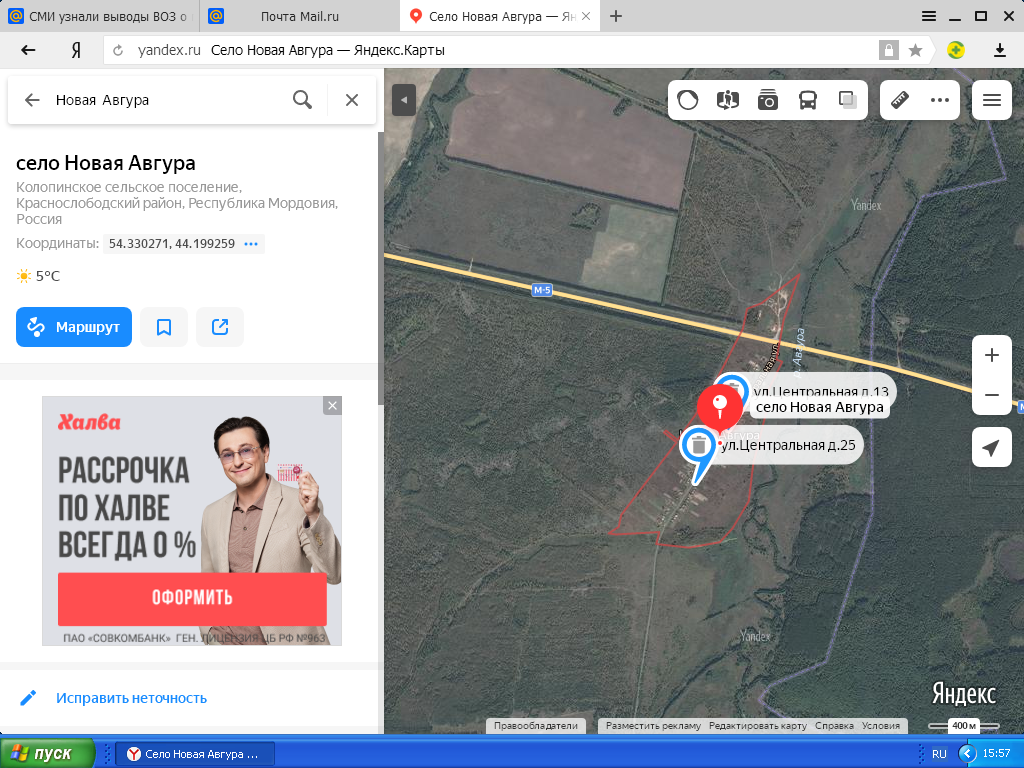 СМИ узнали выводы ВОЗ о
Почта Mail.ru
Село Новая Авгура — Ян
yandex.ru Село Новая Авгура — Яндекс.Карты
Новая Авгура
село Новая Авгура
Колопинское сельское поселение,
Краснослободский район, Республика Мордовия,
Россия
Координаты: 54.330271, 44.199259
5°C
Маршрут
Халва
РАССРОЧКА
ПО ХАЛВЕ
ВСЕГДА 0 %
ОФОРМИТЬ
ПАО «СОВКОМБАНК» ГЕН. ЛИЦЕНЗИЯ ЦБ РФ №963
Исправить неточность
Yandex
М-5
р. Авгура
ул.Центральная д.13
село Новая Авгура
ул.Центральная д.25
Yandex
Яндекс
Правообладатели
Разместить рекламу Редактировать карту Справка Условия
400 м
пуск
Село Новая Авгура ...
RU
15:57